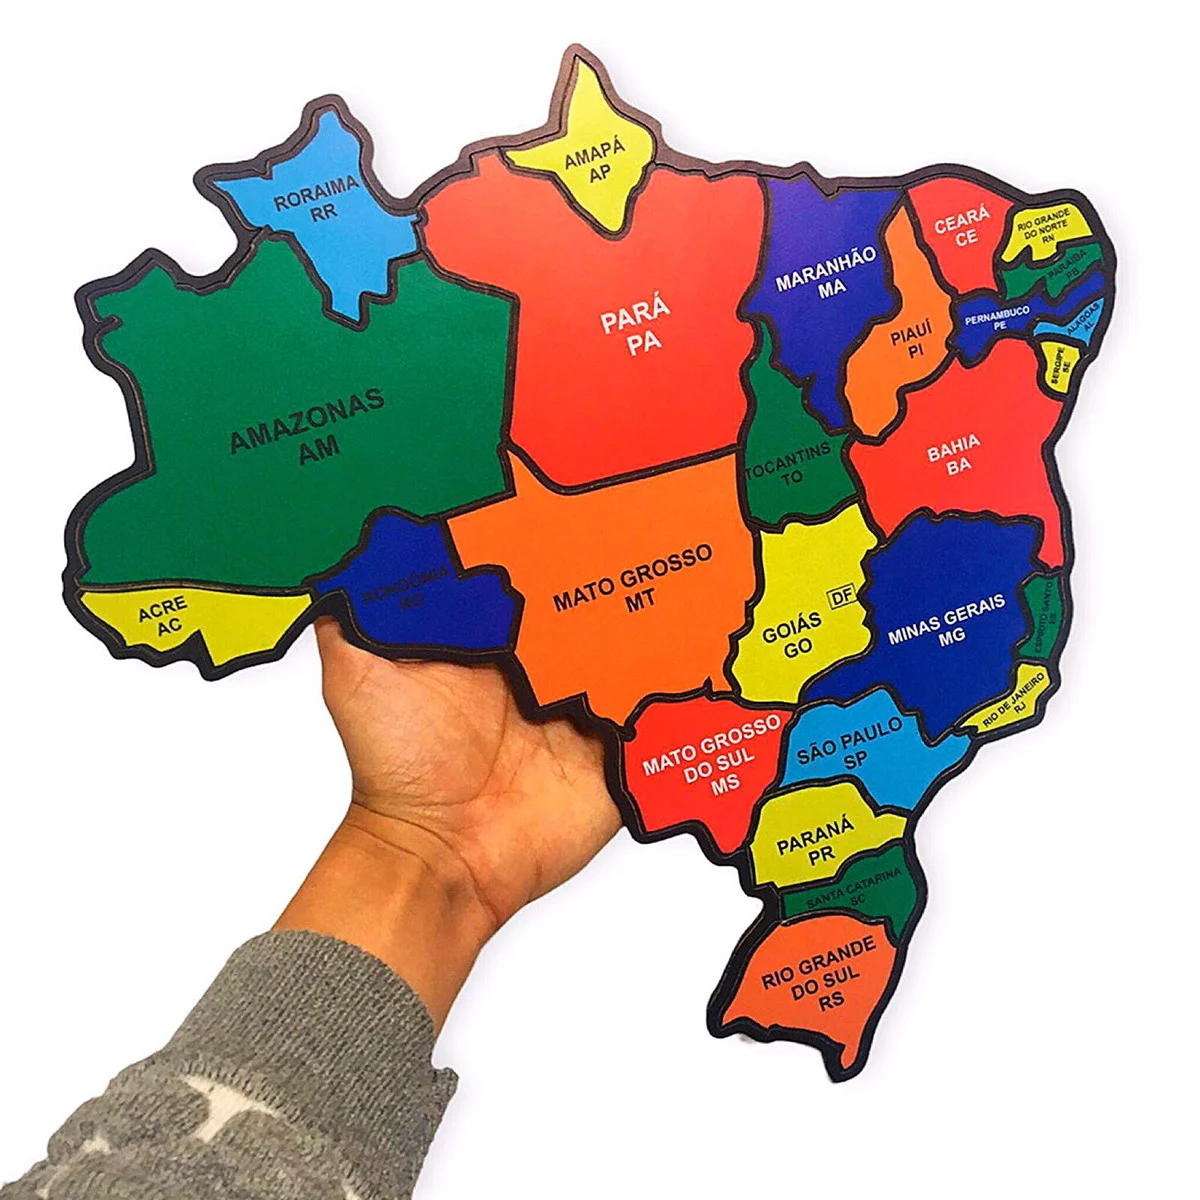 AMAPÁ
AP
RORAIMA
RR
CEARÁ
CE
RIO GRANDE
DO NORTE
RN
PARAÍBA
PB
MARANHÃO
MA
PARÁ
PA
PIAUÍ
PI
PERNAMBUCO
PE
ALAGOAS
AL
SERGIPE
SE
AMAZONAS
AM
TOCANTINS
TO
BAHIA
BA
RONDÔNIA
RO
MATO GROSSO
MT
ACRE
AC
GOIÁS
GO
DF
MINAS GERAIS
MG
ESPIRITO SANTO
ES
RIO DE JANEIRO
RJ
MATO GROSSO
DO SUL
MS
SÃO PAULO
SP
PARANÁ
PR
SANTA CATARINA
SC
RIO GRANDE
DO SUL
RS